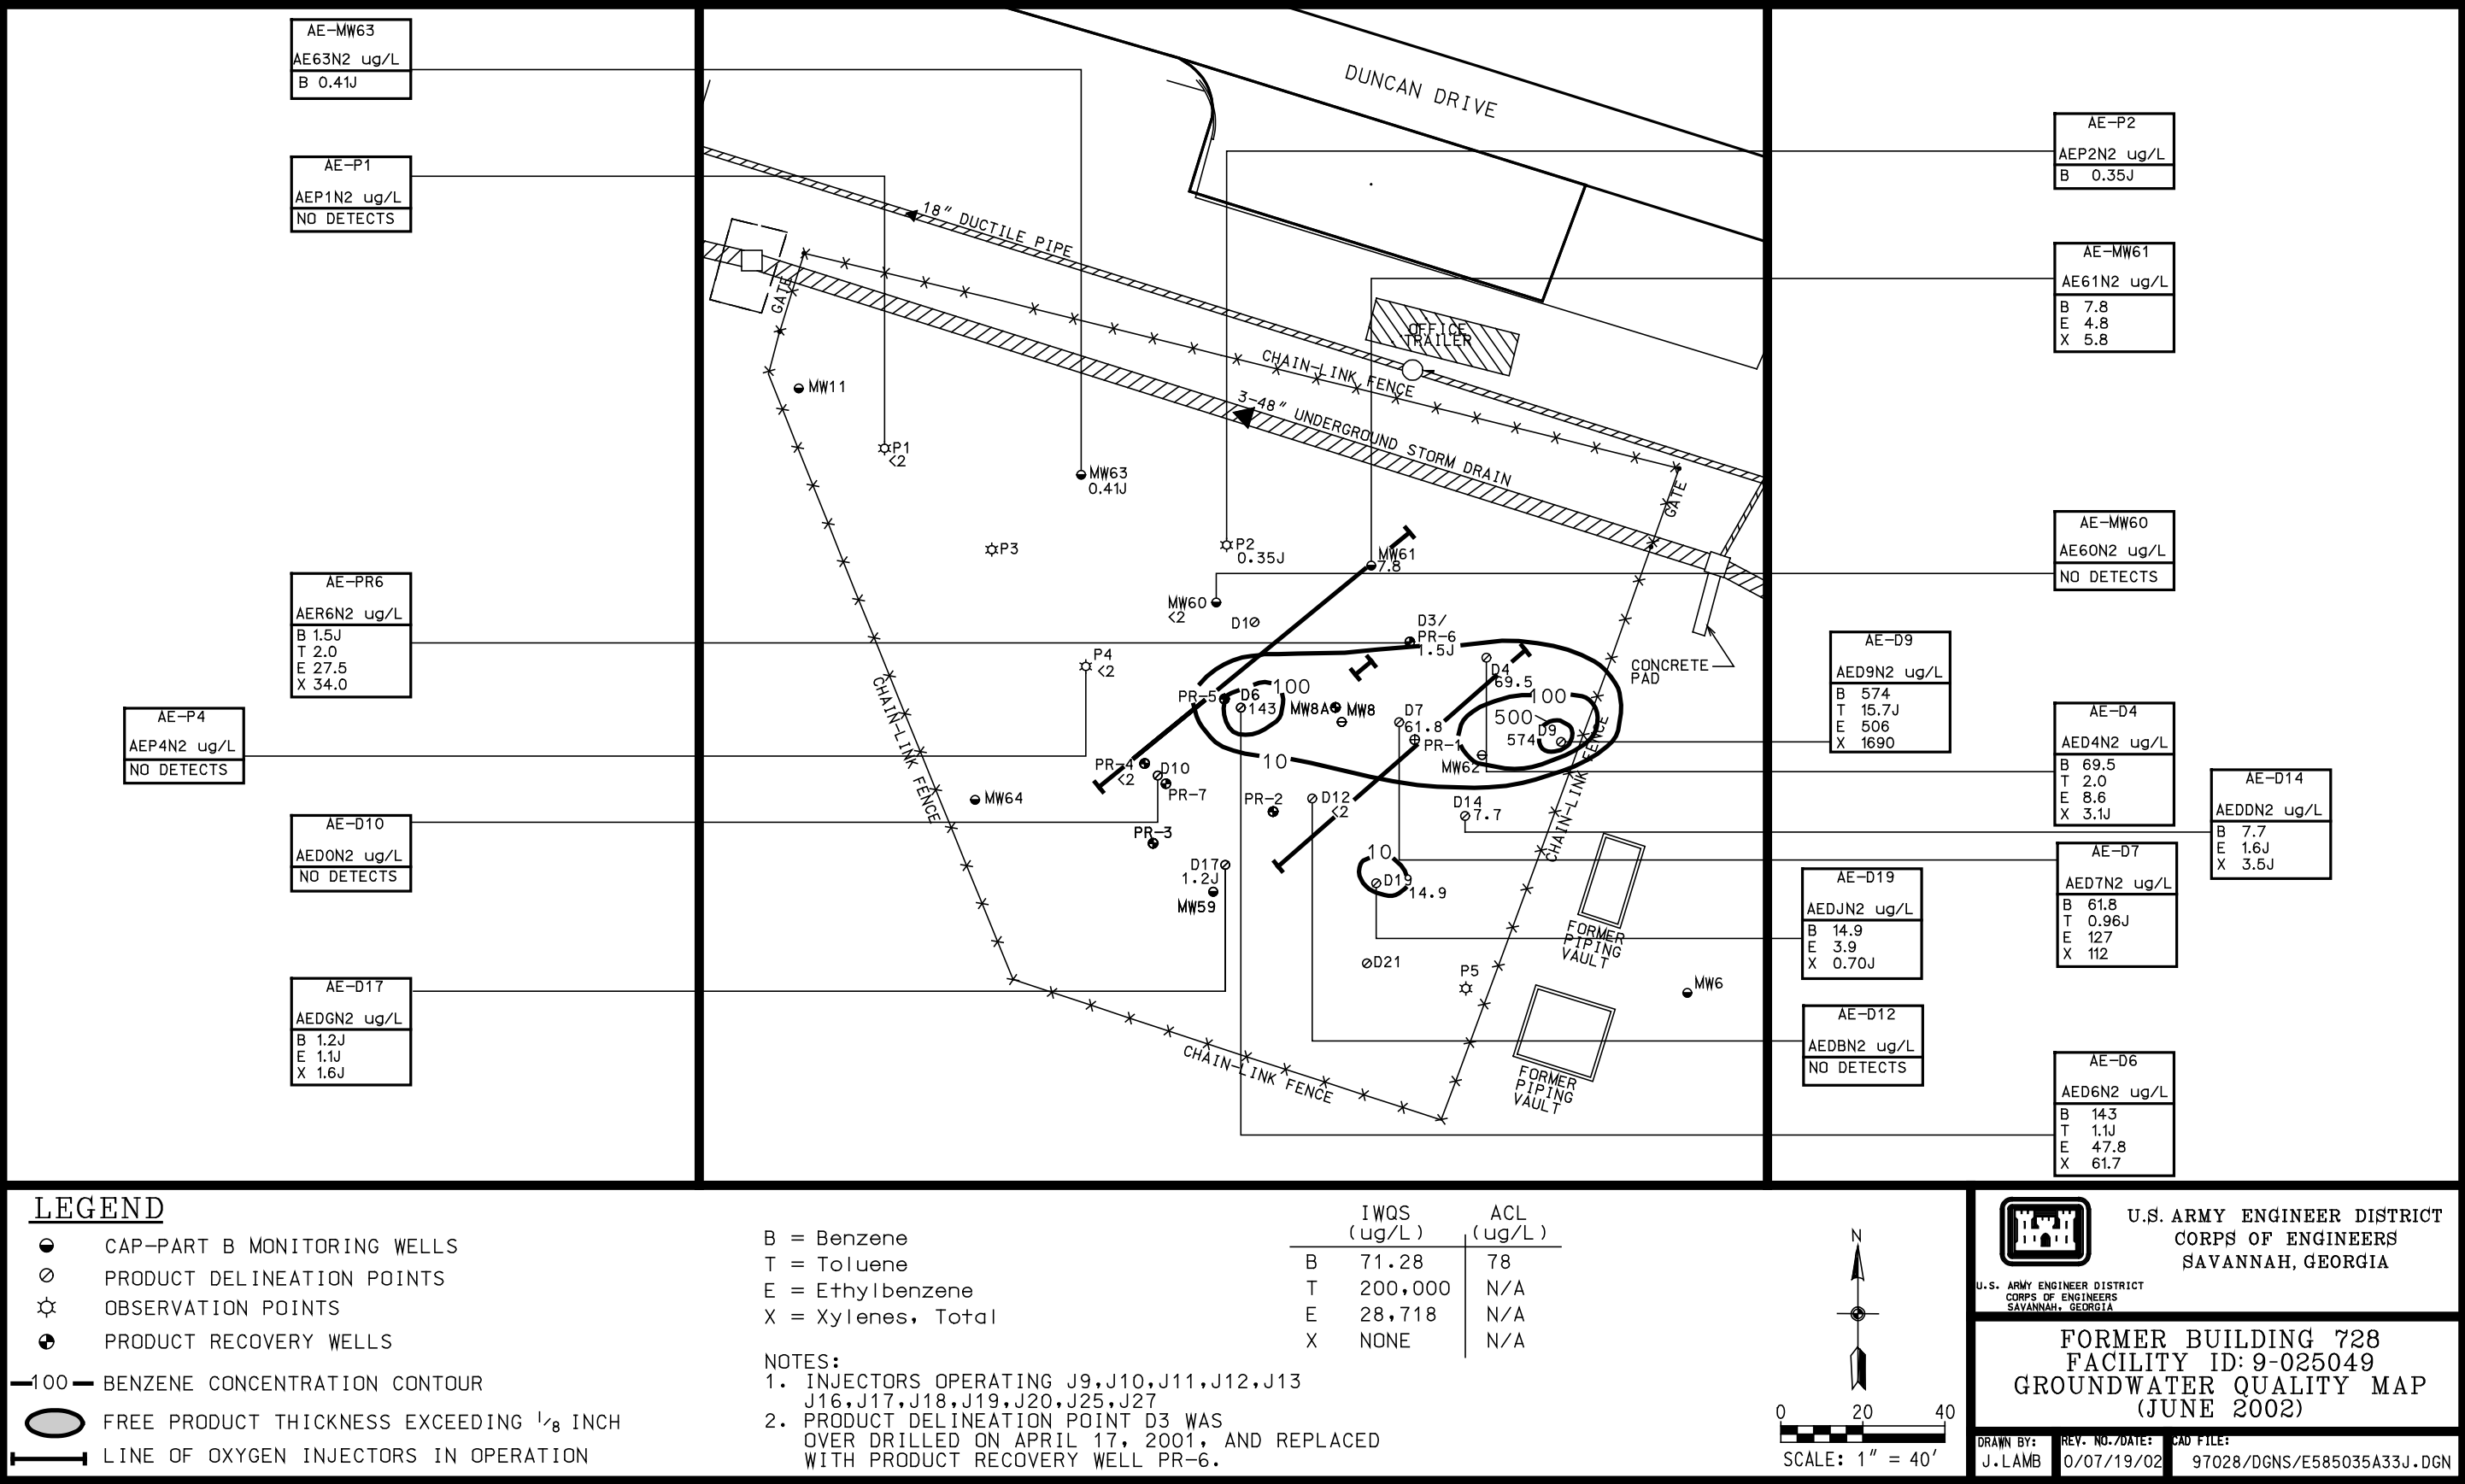 AE-MW63
AE63N2 ug/L
B 0.41J
AE-P1
AEP1N2 ug/L
NO DETECTS
AE-PR6
AER6N2 ug/L
B 1.5J
T 2.0
E 27.5
X 34.0
AE-P4
AEP4N2 ug/L
NO DETECTS
AE-D10
AED0N2 ug/L
NO DETECTS
AE-D17
AEDGN2 ug/L
B 1.2J
E 1.1J
X 1.6J
DUNCAN DRIVE
18" DUCTILE PIPE
GATE
OFFICE
TRAILER
CHAIN-LINK FENCE
3-48" UNDERGROUND STORM DRAIN
GATE
MW11
P1
<2
MW63
0.41J
P3
P2
0.35J
MW61
7.8
MW60
<2
D1
D3/
PR-6
1.5J
P4
<2
D4
69.5
CONCRETE
PAD
CHAIN-LINK FENCE
PR-5
D6
143
100
MW8A
MW8
D7
61.8
PR-1
100
500
D9
574
MW62
10
PR-4
<2
D10
PR-7
MW64
PR-2
D12
<2
D14
7.7
CHAIN-LINK FENCE
PR-3
D17
1.2J
MW59
10
D19
14.9
D21
P5
FORMER
PIPING
VAULT
MW6
CHAIN-LINK FENCE
FORMER
PIPING
VAULT
AE-P2
AEP2N2 ug/L
B 0.35J
AE-MW61
AE61N2 ug/L
B 7.8
E 4.8
X 5.8
AE-MW60
AE60N2 ug/L
NO DETECTS
AE-D9
AED9N2 ug/L
B 574
T 15.7J
E 506
X 1690
AE-D4
AED4N2 ug/L
B 69.5
T 2.0
E 8.6
X 3.1J
AE-D14
AEDDN2 ug/L
B 7.7
E 1.6J
X 3.5J
AE-D7
AED7N2 ug/L
B 61.8
T 0.96J
E 127
X 112
AE-D19
AEDJN2 ug/L
B 14.9
E 3.9
X 0.70J
AE-D12
AEDBN2 ug/L
NO DETECTS
AE-D6
AED6N2 ug/L
B 143
T 1.1J
E 47.8
X 61.7
LEGEND
CAP-PART B MONITORING WELLS
PRODUCT DELINEATION POINTS
OBSERVATION POINTS
PRODUCT RECOVERY WELLS
100 BENZENE CONCENTRATION CONTOUR
FREE PRODUCT THICKNESS EXCEEDING 1/8 INCH
LINE OF OXYGEN INJECTORS IN OPERATION
B = Benzene
T = Toluene
E = Ethylbenzene
X = Xylenes, Total
NOTES:
1. INJECTORS OPERATING J9,J10,J11,J12,J13
J16,J17,J18,J19,J20,J25,J27
2. PRODUCT DELINEATION POINT D3 WAS
OVER DRILLED ON APRIL 17, 2001, AND REPLACED
WITH PRODUCT RECOVERY WELL PR-6.
IWQS ACL
(ug/L) (ug/L)
B 71.28 78
T 200,000 N/A
E 28,718 N/A
X NONE N/A
N
0 20 40
SCALE: 1" = 40'
U.S. ARMY ENGINEER DISTRICT
CORPS OF ENGINEERS
SAVANNAH, GEORGIA
U.S. ARMY ENGINEER DISTRICT
CORPS OF ENGINEERS
SAVANNAH, GEORGIA
FORMER BUILDING 728
FACILITY ID: 9-025049
GROUNDWATER QUALITY MAP
(JUNE 2002)
DRAWN BY:
J.LAMB
REV. NO./DATE:
0/07/19/02
CAD FILE:
97028/DGNS/E585035A33J.DGN